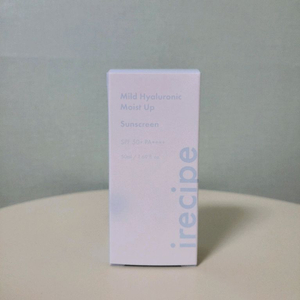 Mild Hyaluronic
Moist Up
Sunscreen
irecipe